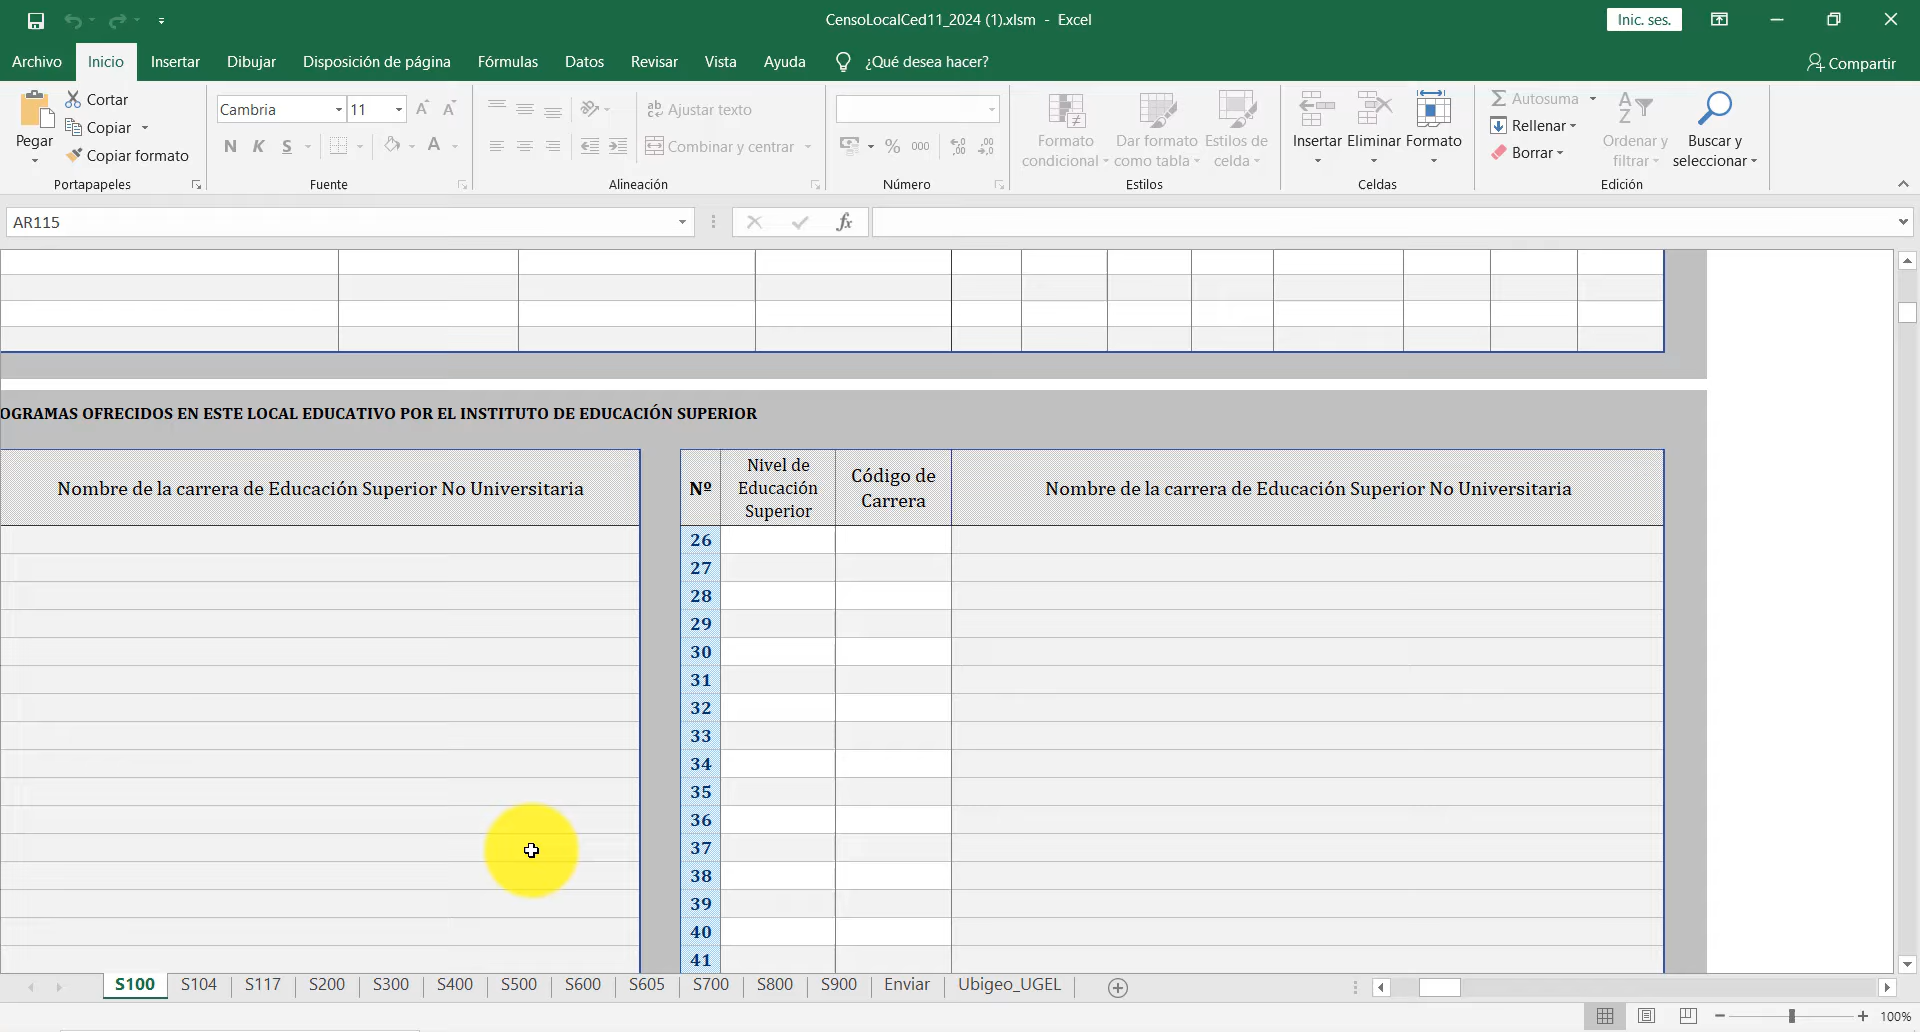 CensoLocalCed11_2024 (1).xlsm - Excel
Inic. ses.
Archivo Inicio Insertar Dibujar Disposición de página Fórmulas Datos Revisar Vista Ayuda ¿Qué desea hacer? Compartir
Pegar
Cortar
Copiar
Copiar formato
Portapapeles
Cambria 11
N K S A
Fuente
Ajustar texto
Combinar y centrar
Alineación
% 000
Número
Formato condicional
Dar formato como tabla
Estilos de celda
Estilos
Insertar Eliminar Formato
Celdas
Autosuma
Rellenar
Borrar
Ordenar y filtrar
Buscar y seleccionar
Edición
AR115
fx
OGRAMAS OFRECIDOS EN ESTE LOCAL EDUCATIVO POR EL INSTITUTO DE EDUCACIÓN SUPERIOR
Nombre de la carrera de Educación Superior No Universitaria
Nº
Nivel de
Educación
Superior
Código de
Carrera
Nombre de la carrera de Educación Superior No Universitaria
26
27
28
29
30
31
32
33
34
35
36
37
38
39
40
41
S100 S104 S117 S200 S300 S400 S500 S600 S605 S700 S800 S900 Enviar Ubigeo_UGEL
100%